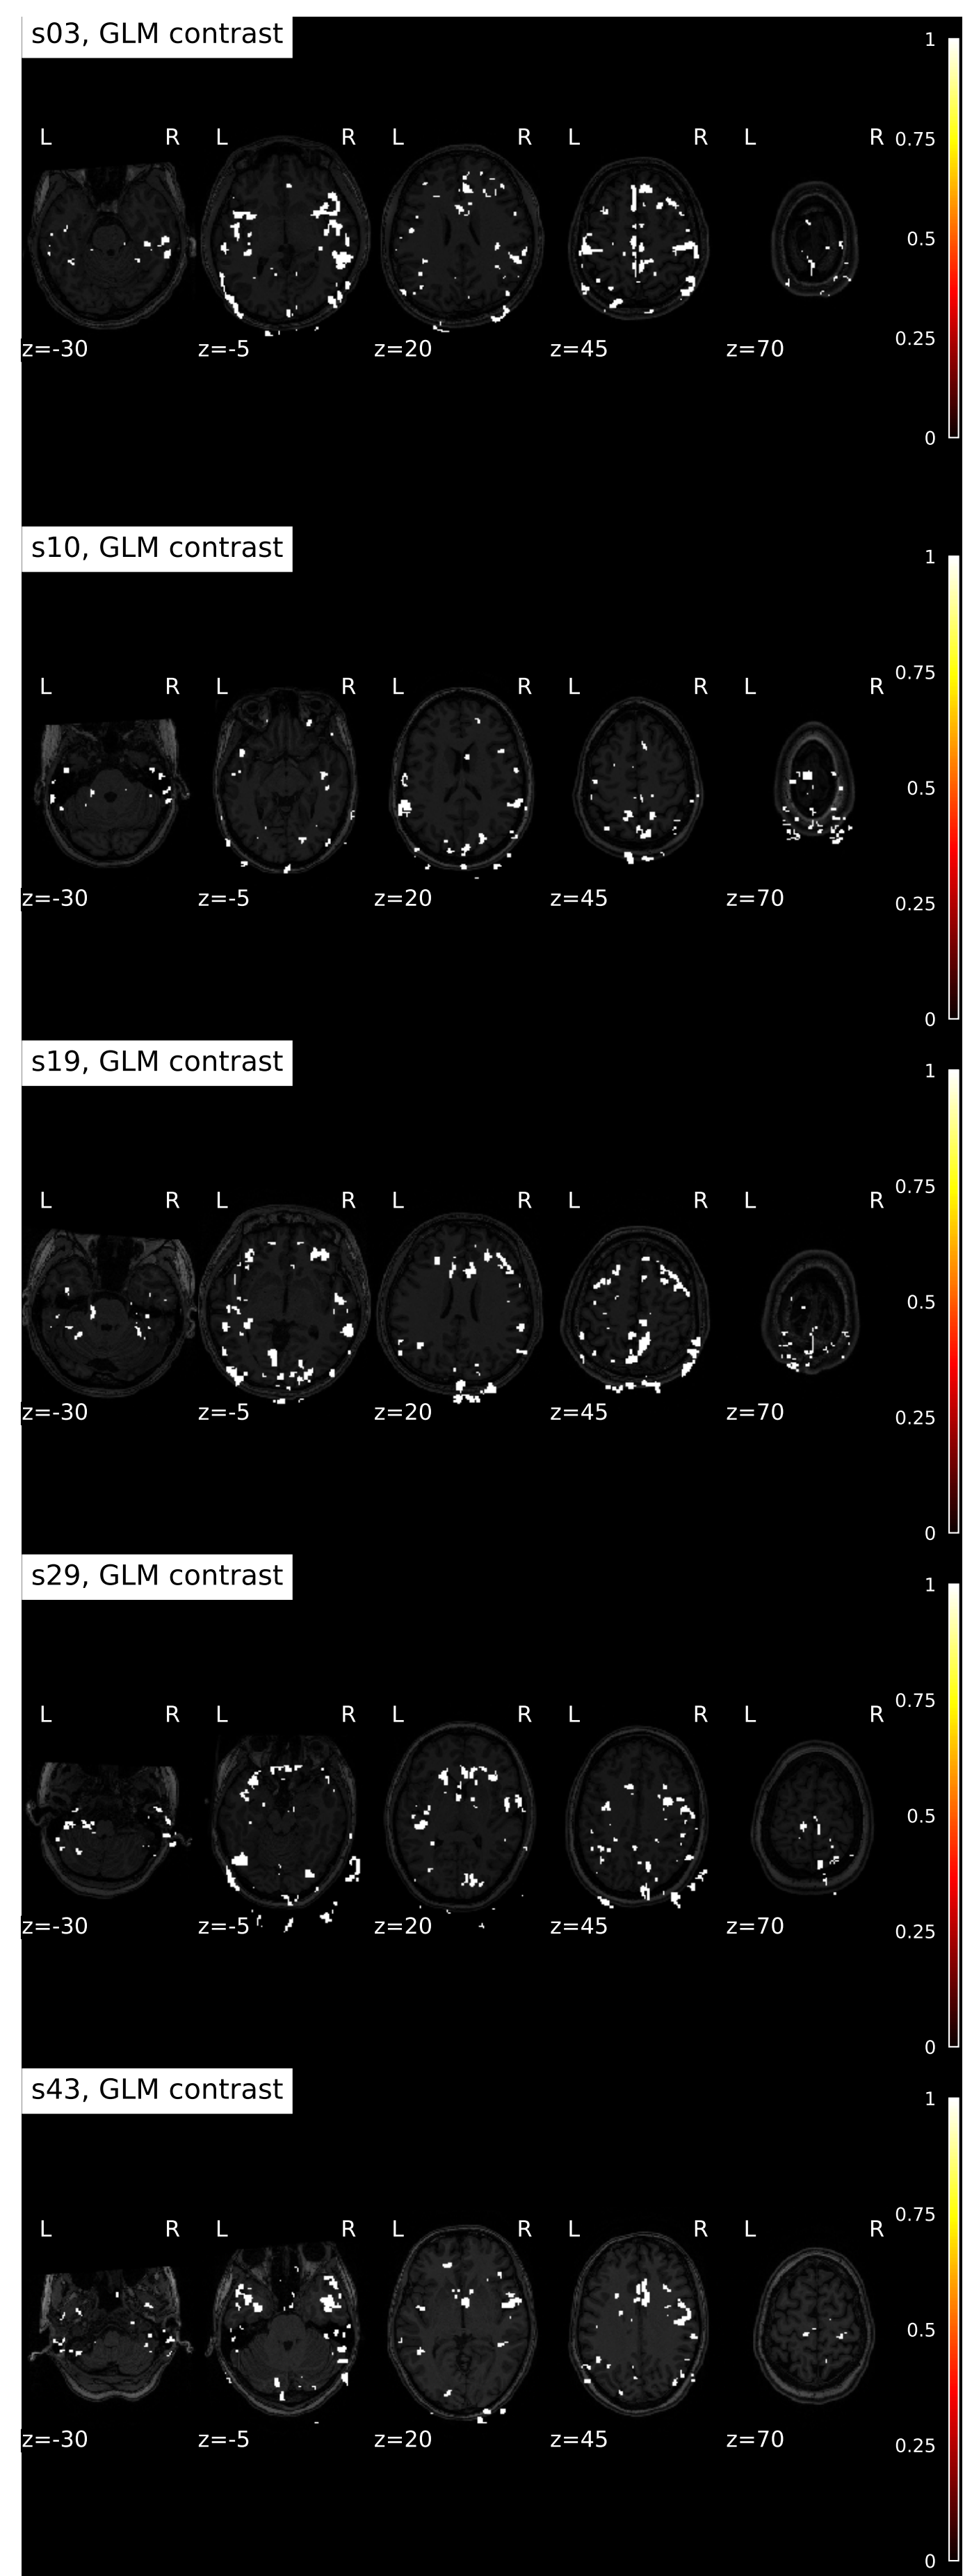 s03, GLM contrast
1
L R L R L R L R L R 0.75
0.5
z=-30 z=-5 z=20 z=45 z=70 0.25
0
s10, GLM contrast
1
L R L R L R L R L R 0.75
0.5
z=-30 z=-5 z=20 z=45 z=70 0.25
0
s19, GLM contrast
1
0.75
L R L R L R L R L R
0.5
z=-30 z=-5 z=20 z=45 z=70 0.25
0
s29, GLM contrast
1
0.75
L R L R L R L R L R
0.5
z=-30 z=-5 z=20 z=45 z=70 0.25
0
s43, GLM contrast
1
0.75
L R L R L R L R L R
0.5
z=-30 z=-5 z=20 z=45 z=70 0.25
0